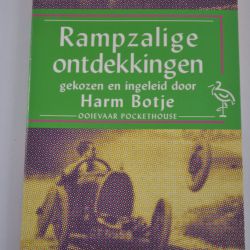 Rampzalige
ontdekkingen
gekozen en ingeleid door
Harm Botje
OOIEVAAR POCKETHOUSE